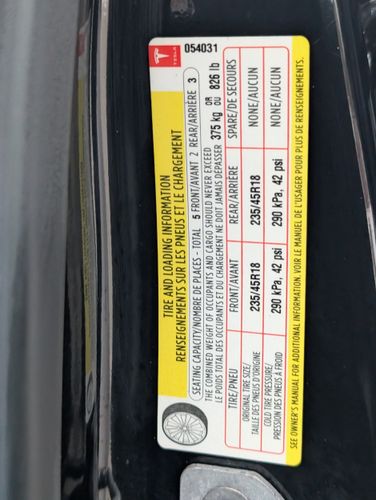 TESLA
054031
TIRE AND LOADING INFORMATION
RENSEIGNEMENTS SUR LES PNEUS ET LE CHARGEMENT
SEATING CAPACITY/NOMBRE DE PLACES - TOTAL 5 FRONT/AVANT 2 REAR/ARRIÈRE 3
THE COMBINED WEIGHT OF OCCUPANTS AND CARGO SHOULD NEVER EXCEED
LE POIDS TOTAL DES OCCUPANTS ET DU CHARGEMENT NE DOIT JAMAIS DÉPASSER
375 kg OR OU 826 lb
TIRE/PNEU FRONT/AVANT REAR/ARRIÈRE SPARE/DE SECOURS
ORIGINAL TIRE SIZE/
TAILLE DES PNEUS D'ORIGINE
235/45R18 235/45R18 NONE/AUCUN
COLD TIRE PRESSURE/
PRESSION DES PNEUS À FROID
290 kPa, 42 psi 290 kPa, 42 psi NONE/AUCUN
SEE OWNER'S MANUAL FOR ADDITIONAL INFORMATION. VOIR LE MANUEL DE L'USAGER POUR PLUS DE RENSEIGNEMENTS.